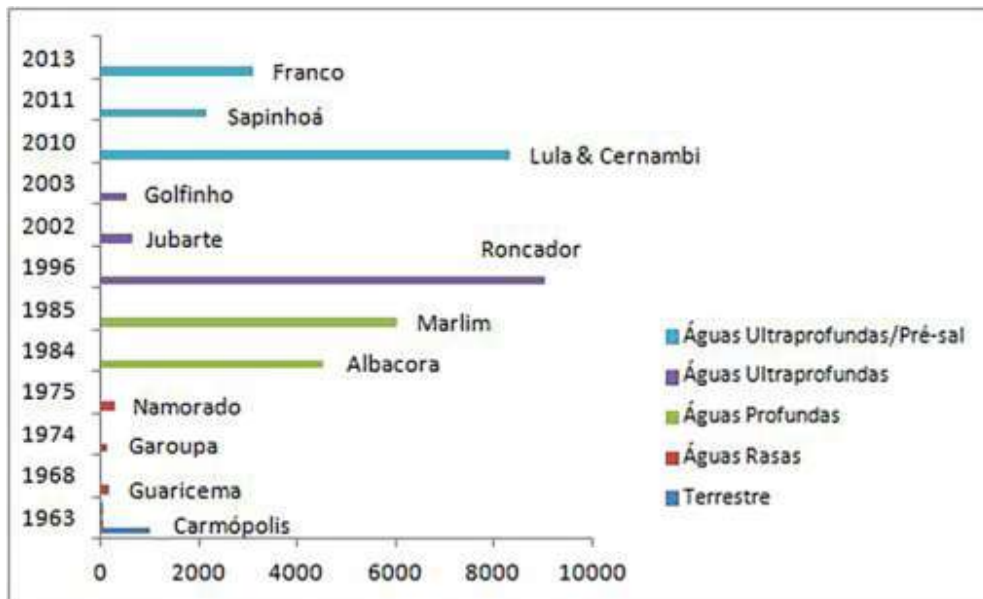 2013
Franco
2011
Sapinhoá
2010
Lula & Cernambi
2003
Golfinho
2002
Jubarte
Roncador
1996
1985
Marlim
1984
Albacora
1975
Namorado
1974
Garoupa
1968
Guaricema
1963
Carmópolis
0 2000 4000 6000 8000 10000
Águas Ultraprofundas/Pré-sal
Águas Ultraprofundas
Águas Profundas
Águas Rasas
Terrestre